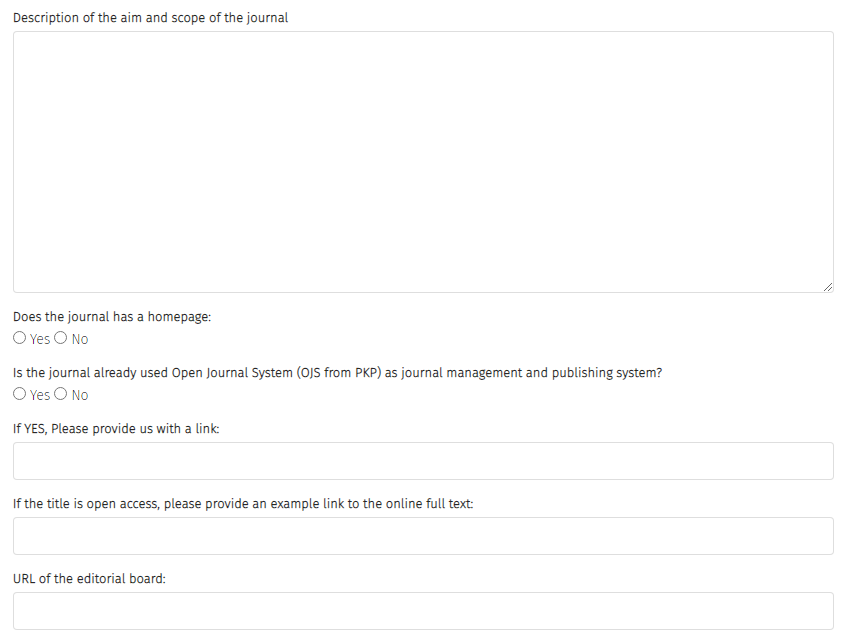 Description of the aim and scope of the journal
Does the journal has a homepage:
Yes No
Is the journal already used Open Journal System (OJS from PKP) as journal management and publishing system?
Yes No
If YES, Please provide us with a link:
If the title is open access, please provide an example link to the online full text:
URL of the editorial board: